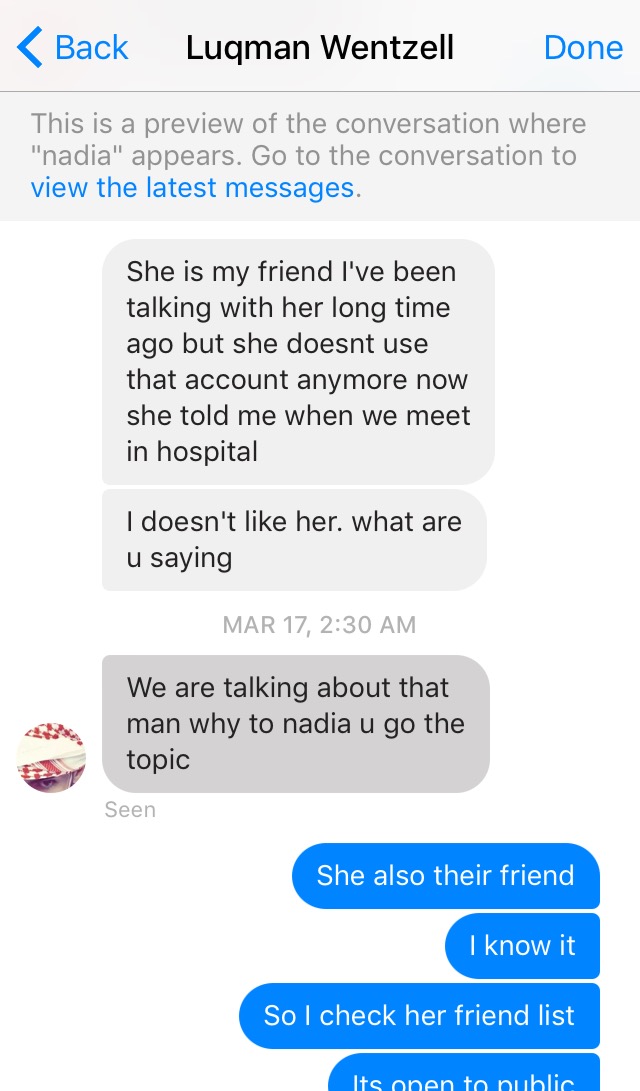 Back
Luqman Wentzell
Done
This is a preview of the conversation where
"nadia" appears. Go to the conversation to
view the latest messages.
She is my friend I've been
talking with her long time
ago but she doesnt use
that account anymore now
she told me when we meet
in hospital
I doesn't like her. what are
u saying
MAR 17, 2:30 AM
We are talking about that
man why to nadia u go the
topic
Seen
She also their friend
I know it
So I check her friend list
Its open to public